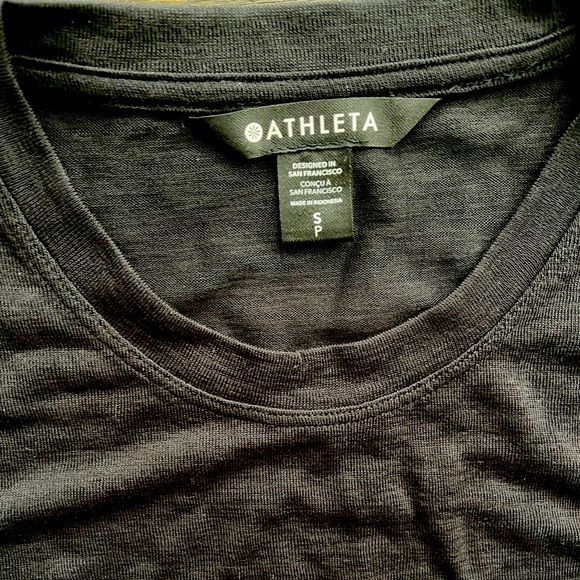 ATHLETA
DESIGNED IN
SAN FRANCISCO
CONÇU À
SAN FRANCISCO
MADE IN INDONESIA
S
P